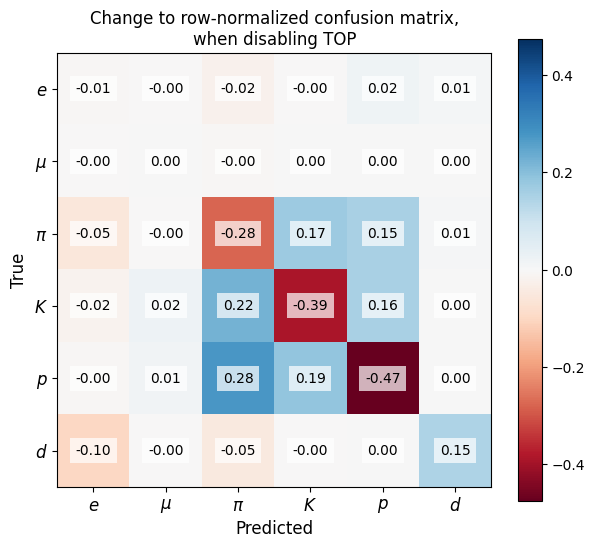 Change to row-normalized confusion matrix,
when disabling TOP
e -0.01 -0.00 -0.02 -0.00 0.02 0.01
μ -0.00 0.00 -0.00 0.00 0.00 0.00
π -0.05 -0.00 -0.28 0.17 0.15 0.01
K -0.02 0.02 0.22 -0.39 0.16 0.00
p -0.00 0.01 0.28 0.19 -0.47 0.00
d -0.10 -0.00 -0.05 -0.00 0.00 0.15
e μ π K p d
Predicted
True
0.4
0.2
0.0
−0.2
−0.4